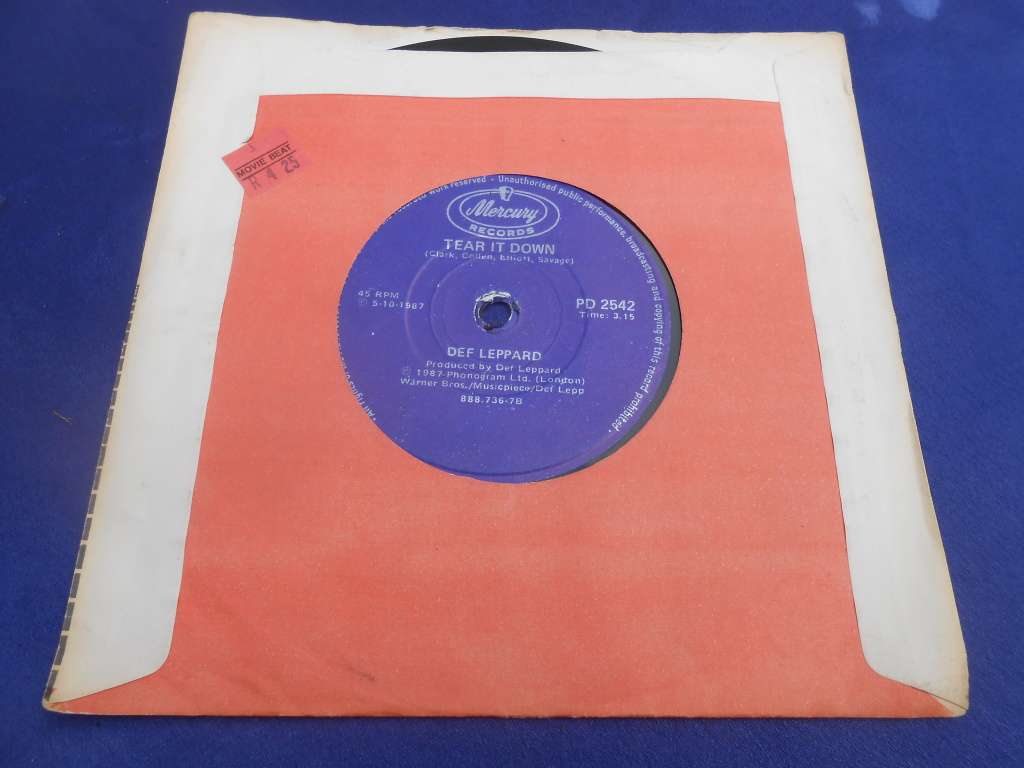 MOVIE BEAT
R 4 25
work reserved · Unauthorised public performance, broadcasting and copying of this record prohibited ·
Mercury
RECORDS
TEAR IT DOWN
(Clark, Collen, Elliott, Savage)
45 RPM
Ⓟ 5-10-1987
PD 2542
Time: 3.15
DEF LEPPARD
Produced by Def Leppard
Ⓟ 1987 Phonogram Ltd. (London)
Warner Bros./Musicpiece/Def Lepp
888.736-7B